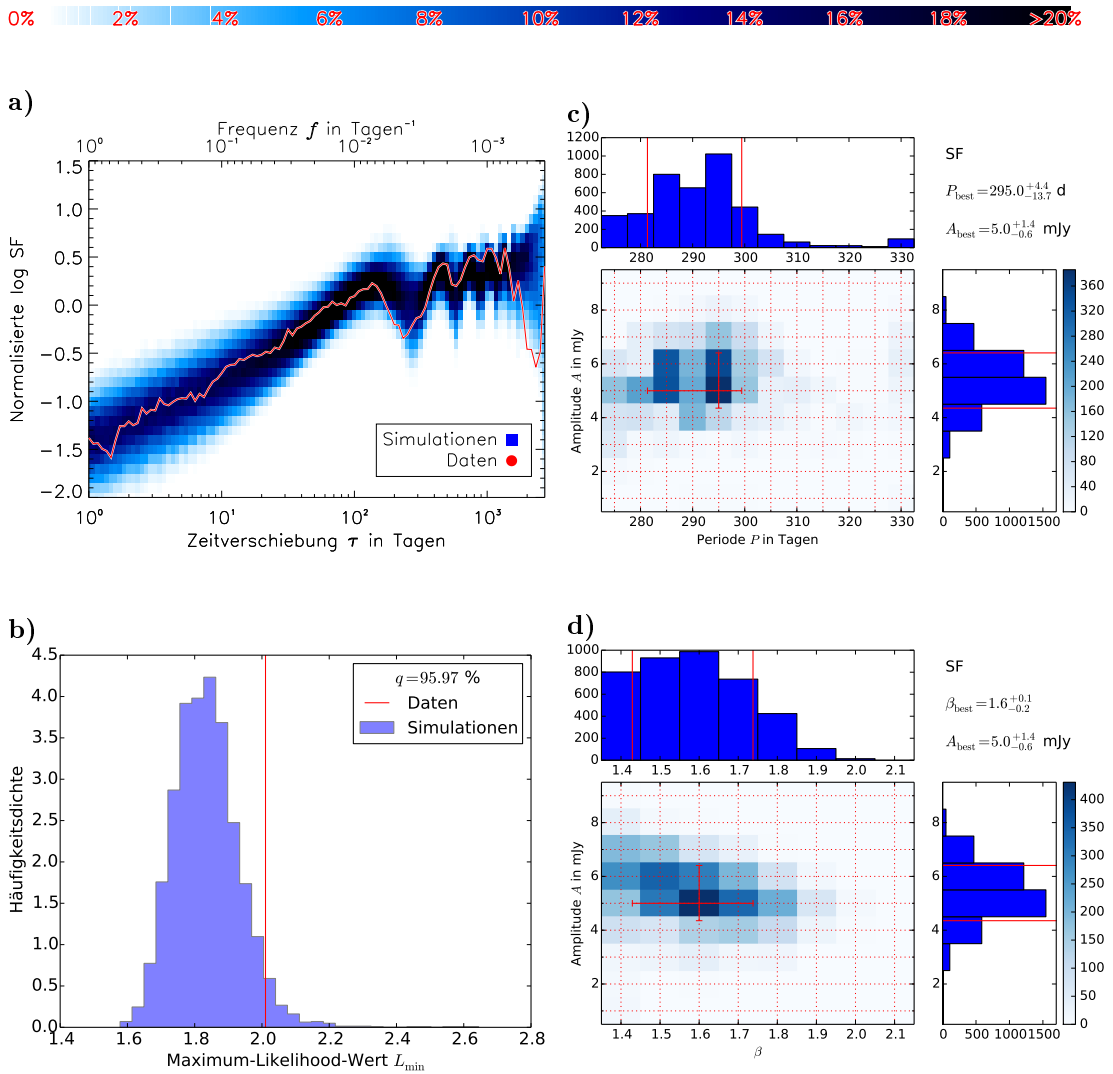 0% 2% 4% 6% 8% 10% 12% 14% 16% 18% >20%
a)
Frequenz f in Tagen⁻¹
10⁰ 10⁻¹ 10⁻² 10⁻³
1.5
1.0
0.5
0.0
−0.5
−1.0
−1.5
−2.0
Normalisierte log SF
Simulationen
Daten
10⁰ 10¹ 10² 10³
Zeitverschiebung τ in Tagen
c)
1200
1000
800
600
400
200
0
280 290 300 310 320 330
SF
P_best=295.0 +4.4 −13.7 d
A_best=5.0 +1.4 −0.6 mJy
8
6
4
2
Amplitude A in mJy
280 290 300 310 320 330
Periode P in Tagen
8
6
4
2
0 500 1000 1500
360
320
280
240
200
160
120
80
40
0
b)
4.5
4.0
3.5
3.0
2.5
2.0
1.5
1.0
0.5
0.0
Häufigkeitsdichte
q=95.97 %
Daten
Simulationen
1.4 1.6 1.8 2.0 2.2 2.4 2.6 2.8
Maximum-Likelihood-Wert L_min
d)
1000
800
600
400
200
0
1.4 1.5 1.6 1.7 1.8 1.9 2.0 2.1
SF
β_best=1.6 +0.1 −0.2
A_best=5.0 +1.4 −0.6 mJy
8
6
4
2
Amplitude A in mJy
1.4 1.5 1.6 1.7 1.8 1.9 2.0 2.1
β
8
6
4
2
0 500 1000 1500
400
350
300
250
200
150
100
50
0